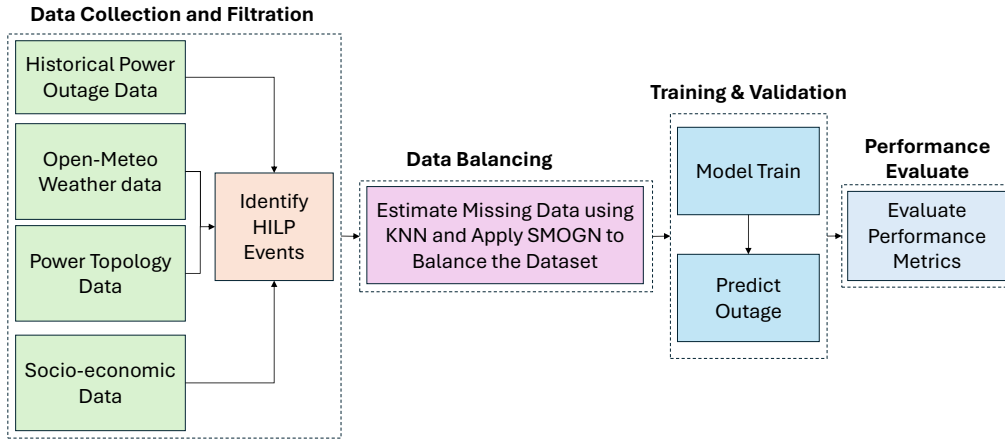 Data Collection and Filtration
Historical Power
Outage Data
Open-Meteo
Weather data
Power Topology
Data
Socio-economic
Data
Identify
HILP
Events
Data Balancing
Estimate Missing Data using
KNN and Apply SMOGN to
Balance the Dataset
Training & Validation
Model Train
Predict
Outage
Performance
Evaluate
Evaluate
Performance
Metrics